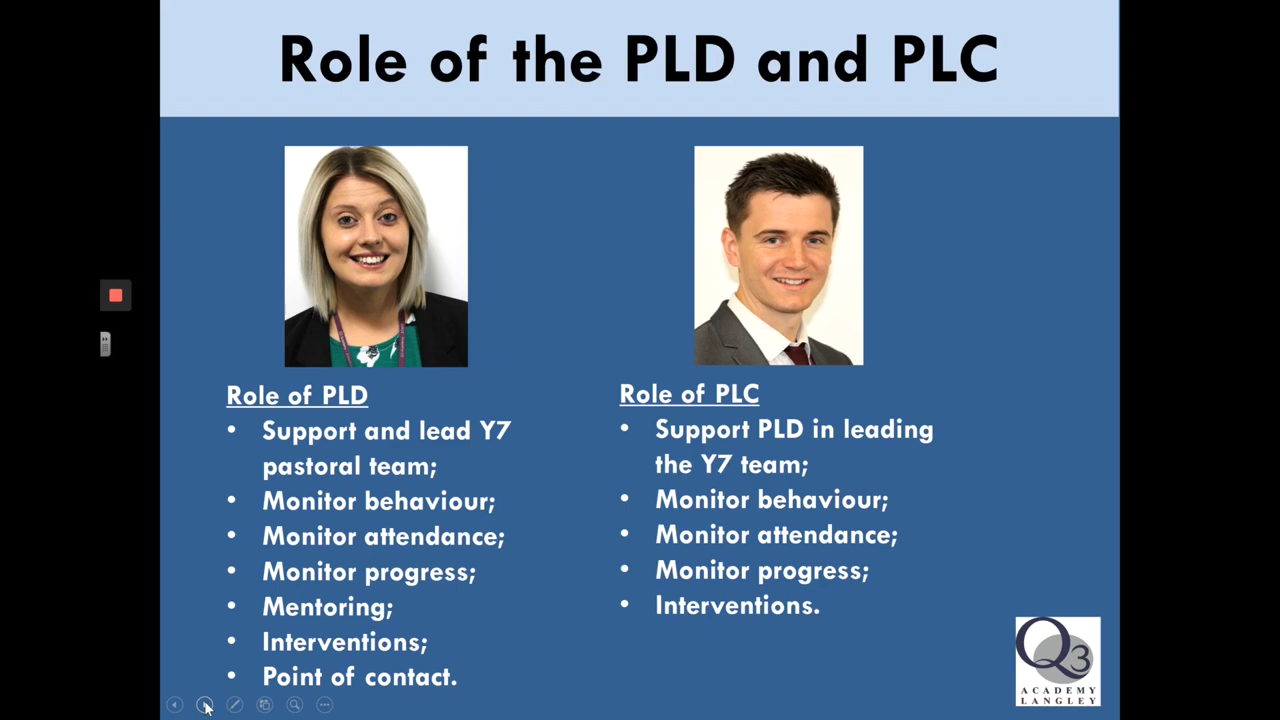 Role of the PLD and PLC
Role of PLD
• Support and lead Y7
pastoral team;
• Monitor behaviour;
• Monitor attendance;
• Monitor progress;
• Mentoring;
• Interventions;
• Point of contact.
Role of PLC
• Support PLD in leading
the Y7 team;
• Monitor behaviour;
• Monitor attendance;
• Monitor progress;
• Interventions.
Q3
ACADEMY
LANGLEY